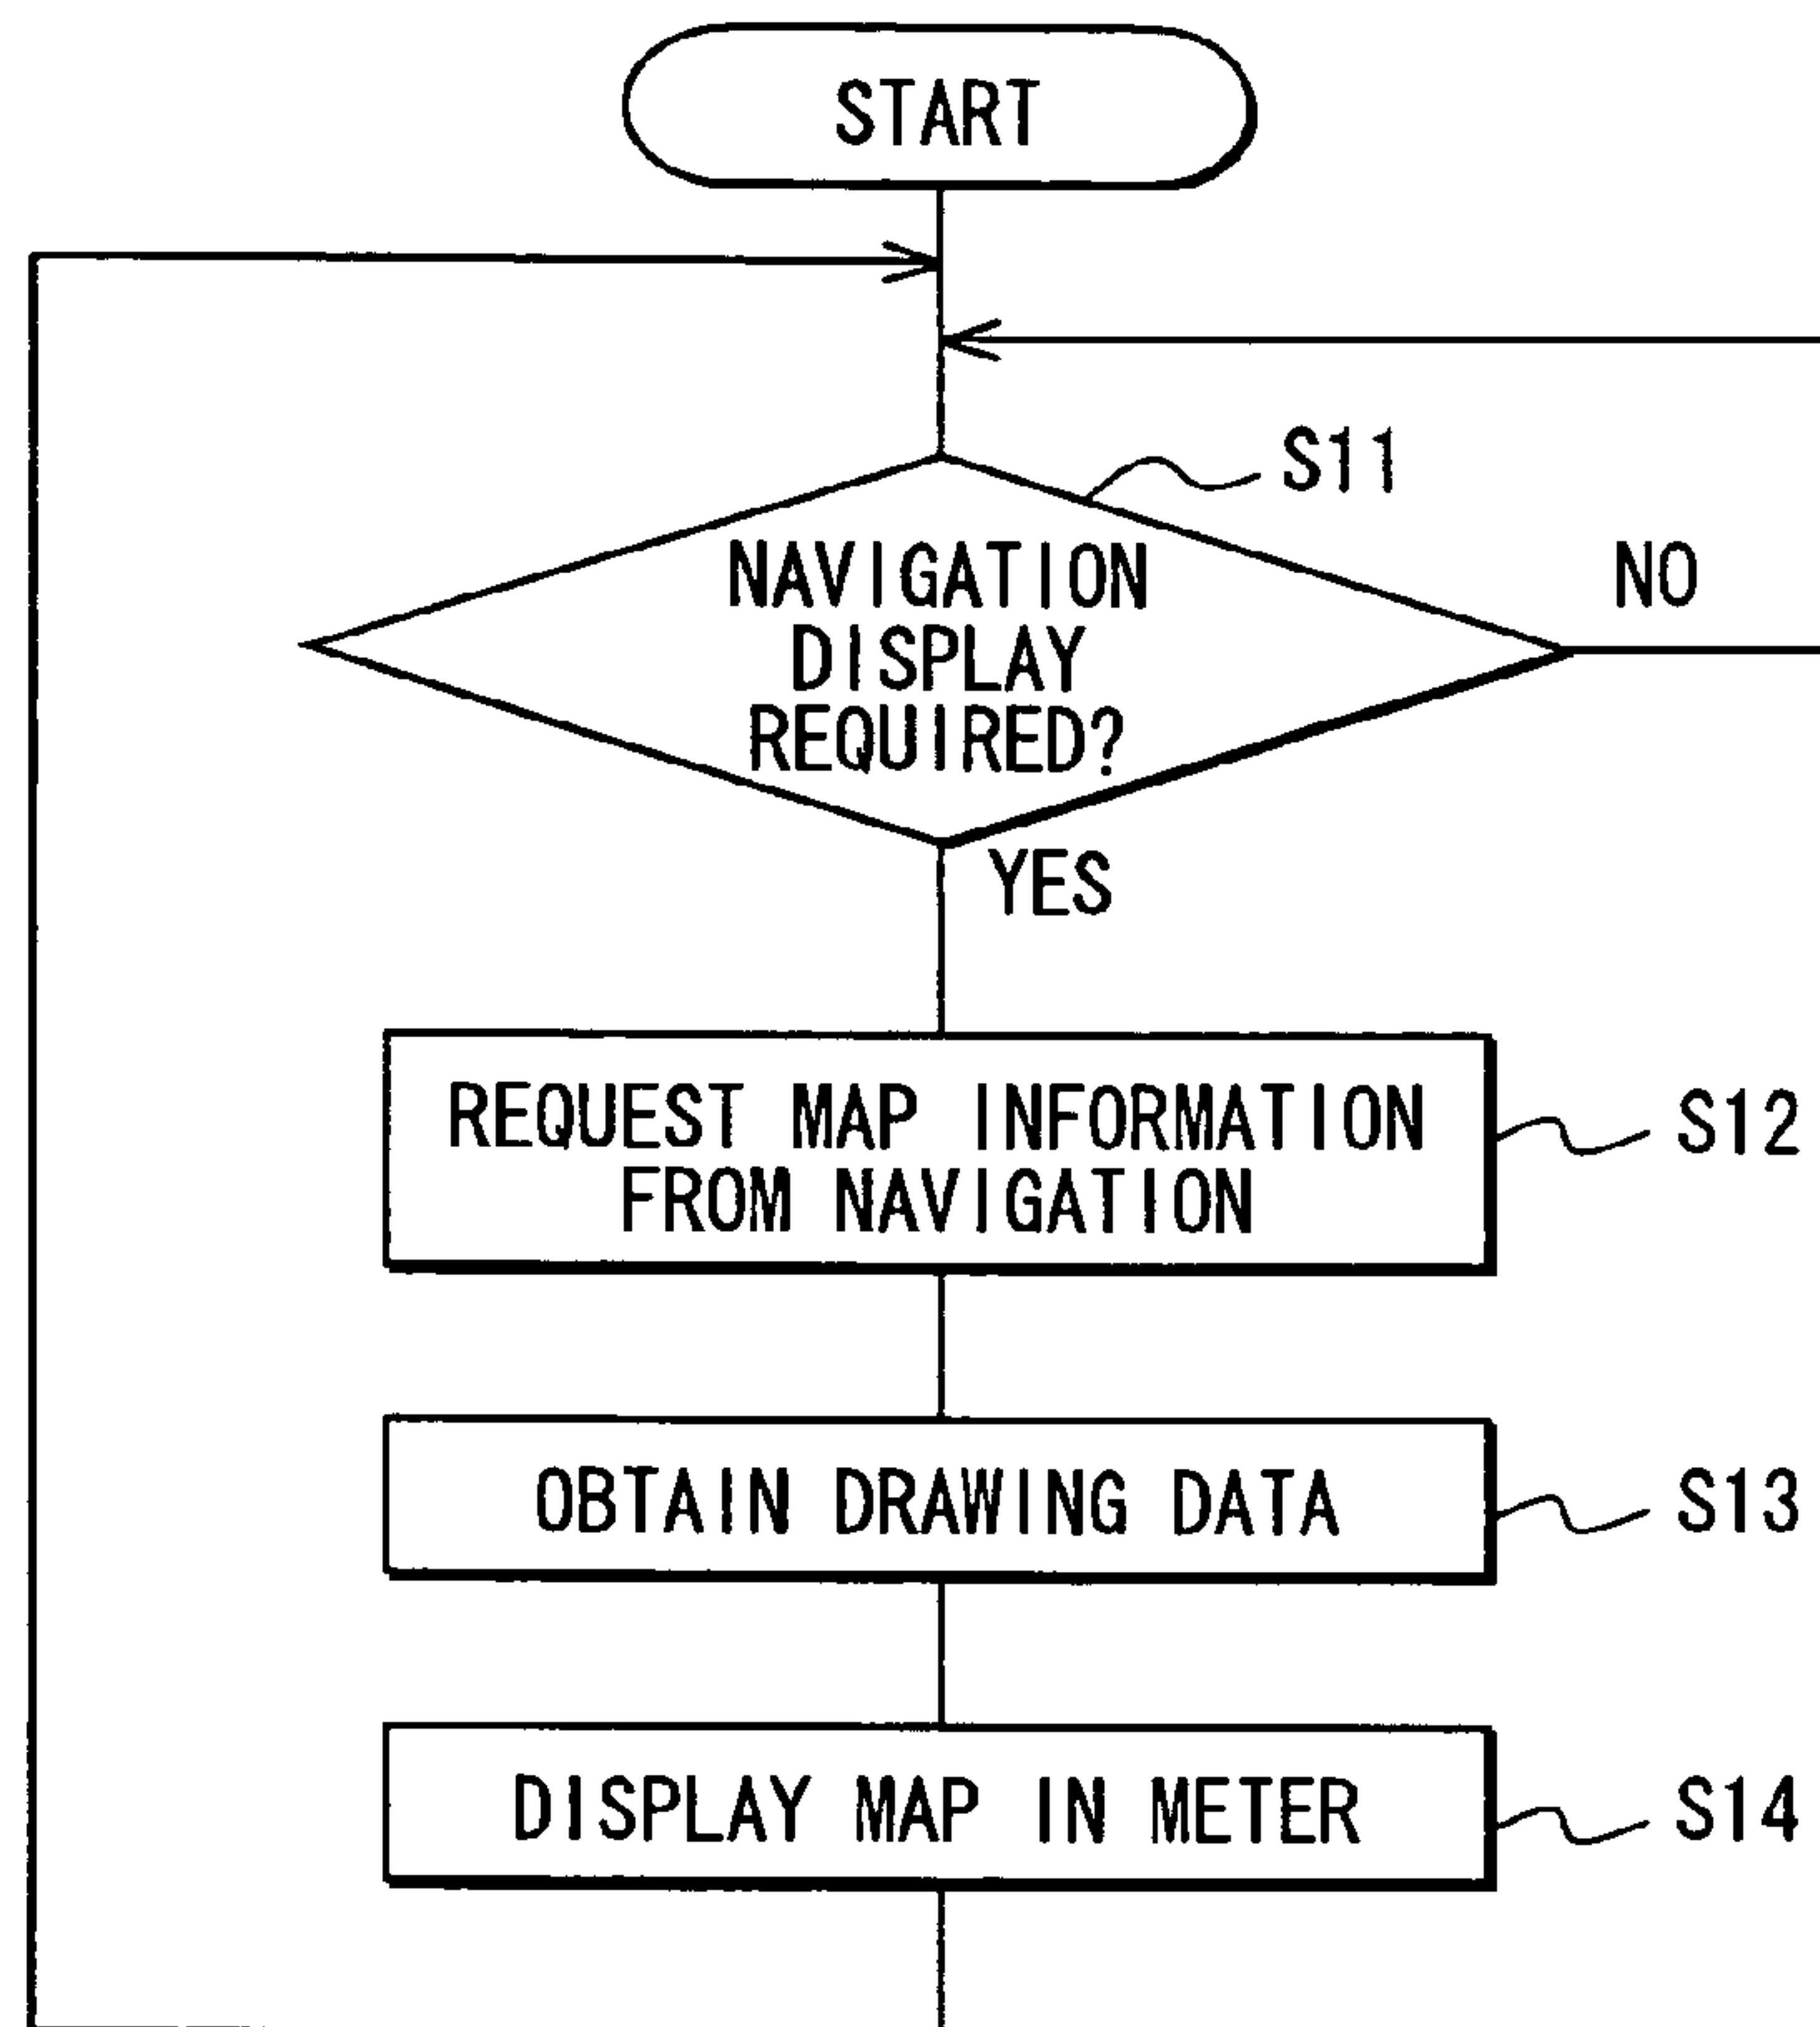 START
S11
NAVIGATION
DISPLAY
REQUIRED?
NO
YES
REQUEST MAP INFORMATION
FROM NAVIGATION
S12
OBTAIN DRAWING DATA
S13
DISPLAY MAP IN METER
S14